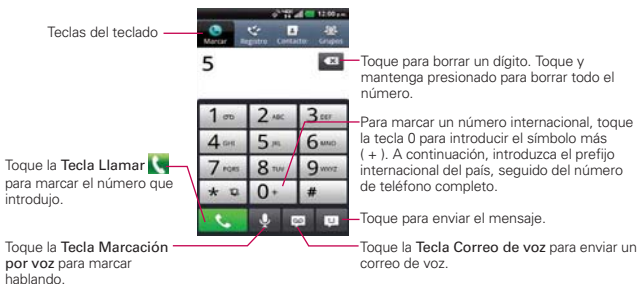 Teclas del teclado
12:00 PM
Marcar Registro Contactos Grupos
5
Toque para borrar un dígito. Toque y
mantenga presionado para borrar todo el
número.
1
2 ABC
3 DEF
4 GHI
5 JKL
6 MNO
7 PQRS
8 TUV
9 WXYZ
*
0 +
#
Para marcar un número internacional, toque
la tecla 0 para introducir el símbolo más
( + ). A continuación, introduzca el prefijo
internacional del país, seguido del número
de teléfono completo.
Toque la Tecla Llamar
para marcar el número que
introdujo.
Toque para enviar el mensaje.
Toque la Tecla Marcación
por voz para marcar
hablando.
Toque la Tecla Correo de voz para enviar un
correo de voz.